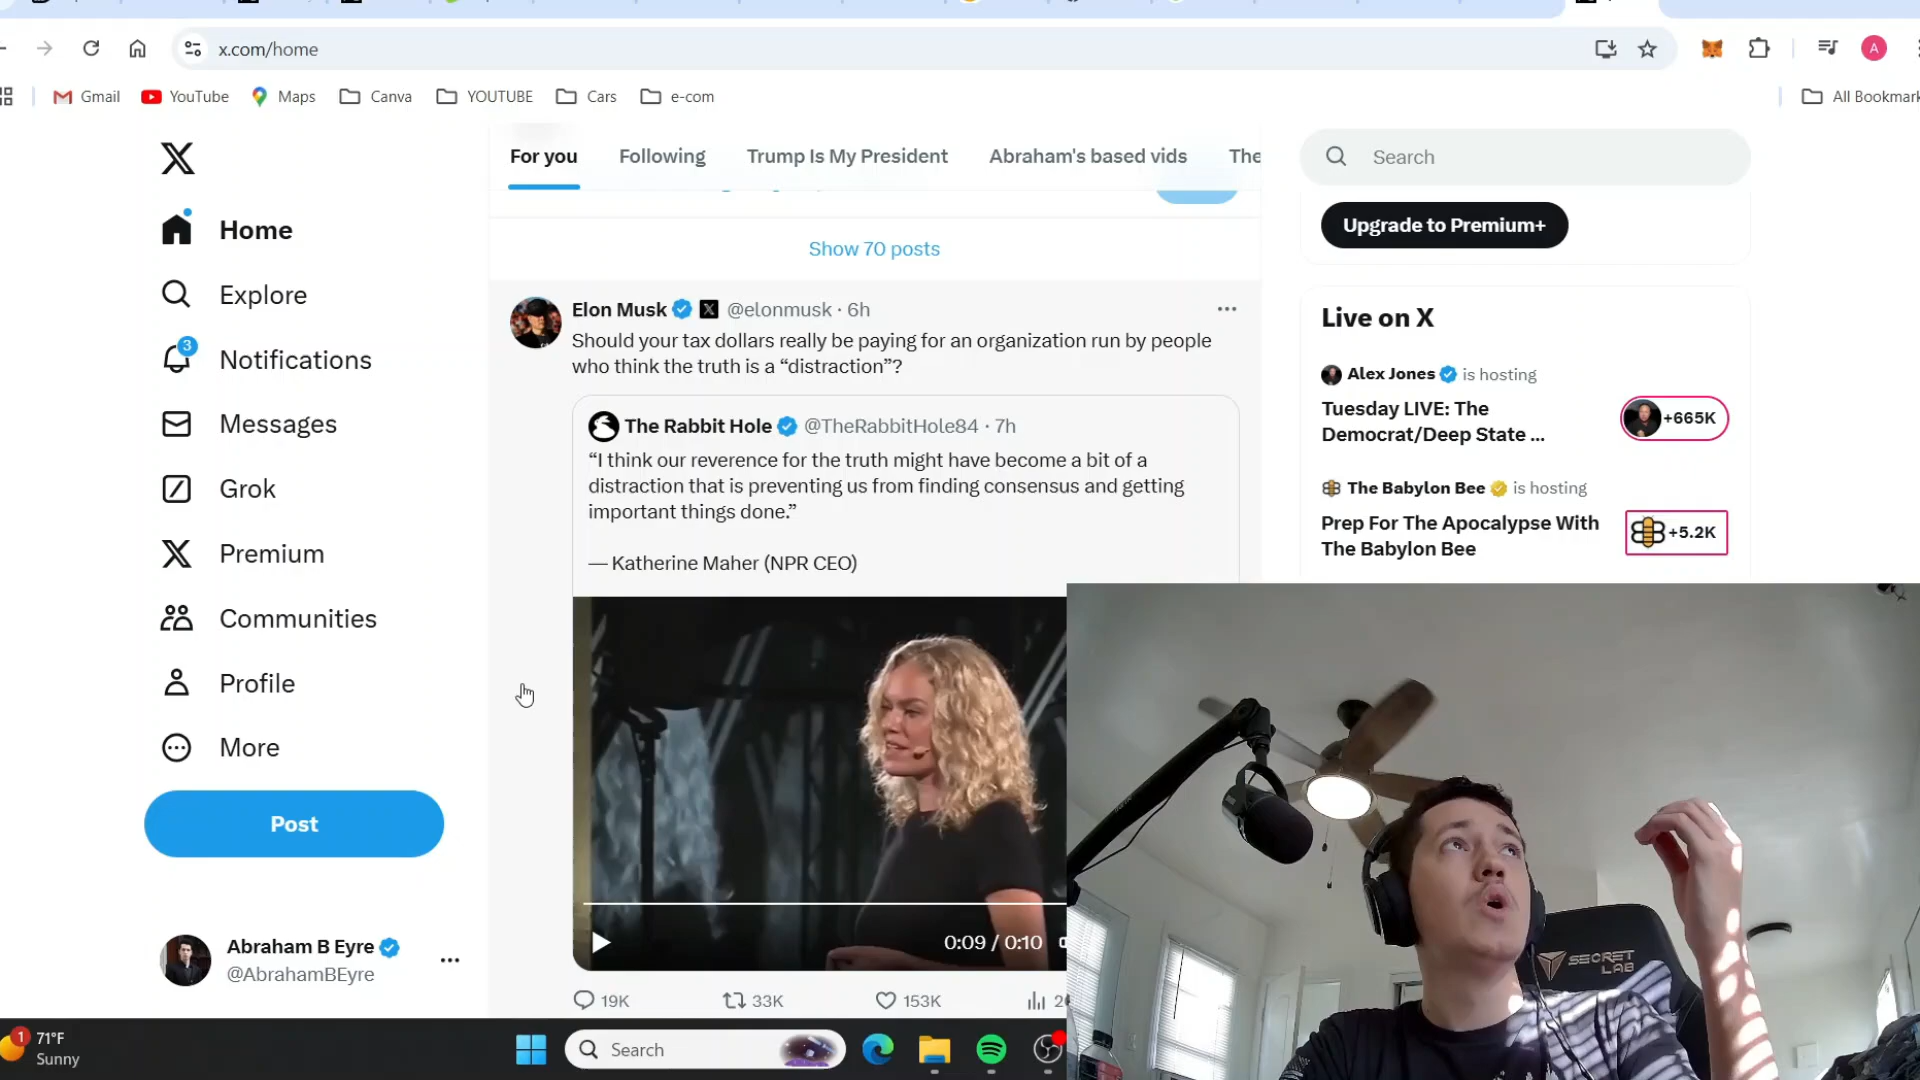 x.com/home
A
Gmail
YouTube
Maps
Canva
YOUTUBE
Cars
e-com
All Bookmark
Home
Explore
3
Notifications
Messages
Grok
Premium
Communities
Profile
More
Post
Abraham B Eyre
@AbrahamBEyre
For you
Following
Trump Is My President
Abraham's based vids
The
Show 70 posts
Elon Musk @elonmusk · 6h
Should your tax dollars really be paying for an organization run by people
who think the truth is a “distraction”?
The Rabbit Hole @TheRabbitHole84 · 7h
“I think our reverence for the truth might have become a bit of a
distraction that is preventing us from finding consensus and getting
important things done.”
— Katherine Maher (NPR CEO)
0:09 / 0:10
19K
33K
153K
Search
Upgrade to Premium+
Live on X
Alex Jones is hosting
Tuesday LIVE: The
Democrat/Deep State ...
+665K
The Babylon Bee is hosting
Prep For The Apocalypse With
The Babylon Bee
+5.2K
SECRET
LAB
1
71°F
Sunny
Search